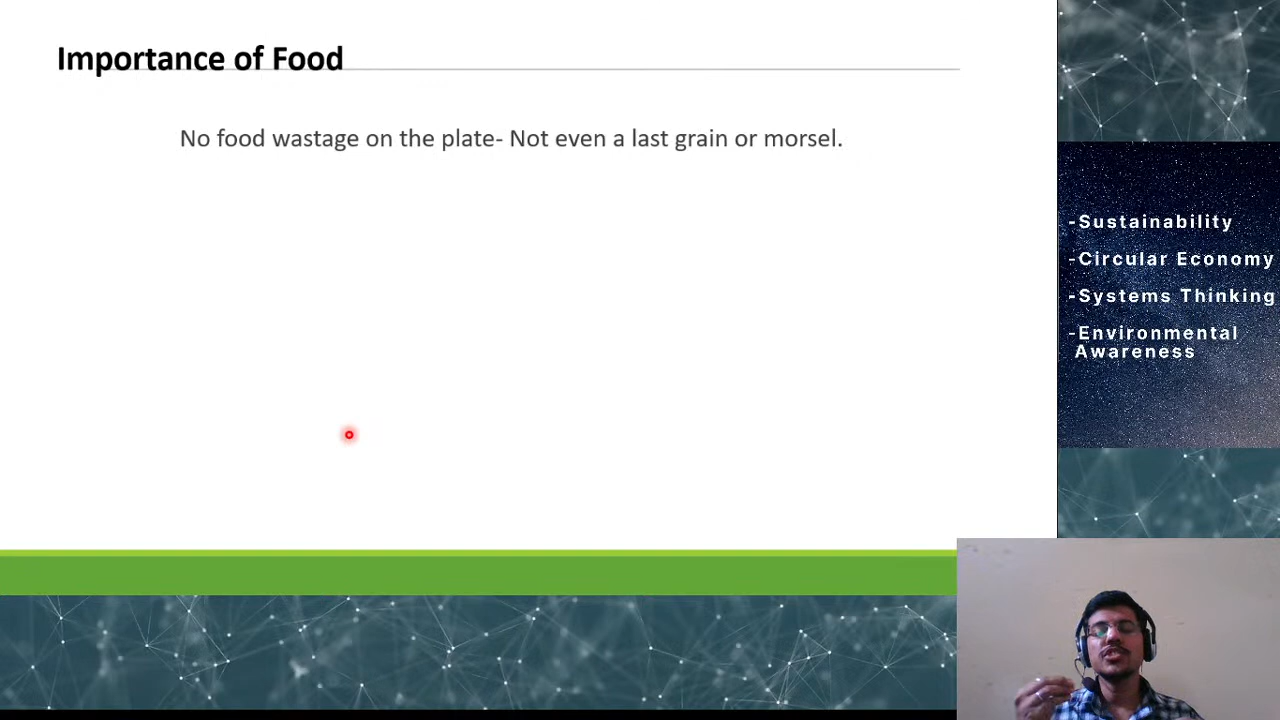 Importance of Food
No food wastage on the plate- Not even a last grain or morsel.
-Sustainability
-Circular Economy
-Systems Thinking
-Environmental
Awareness